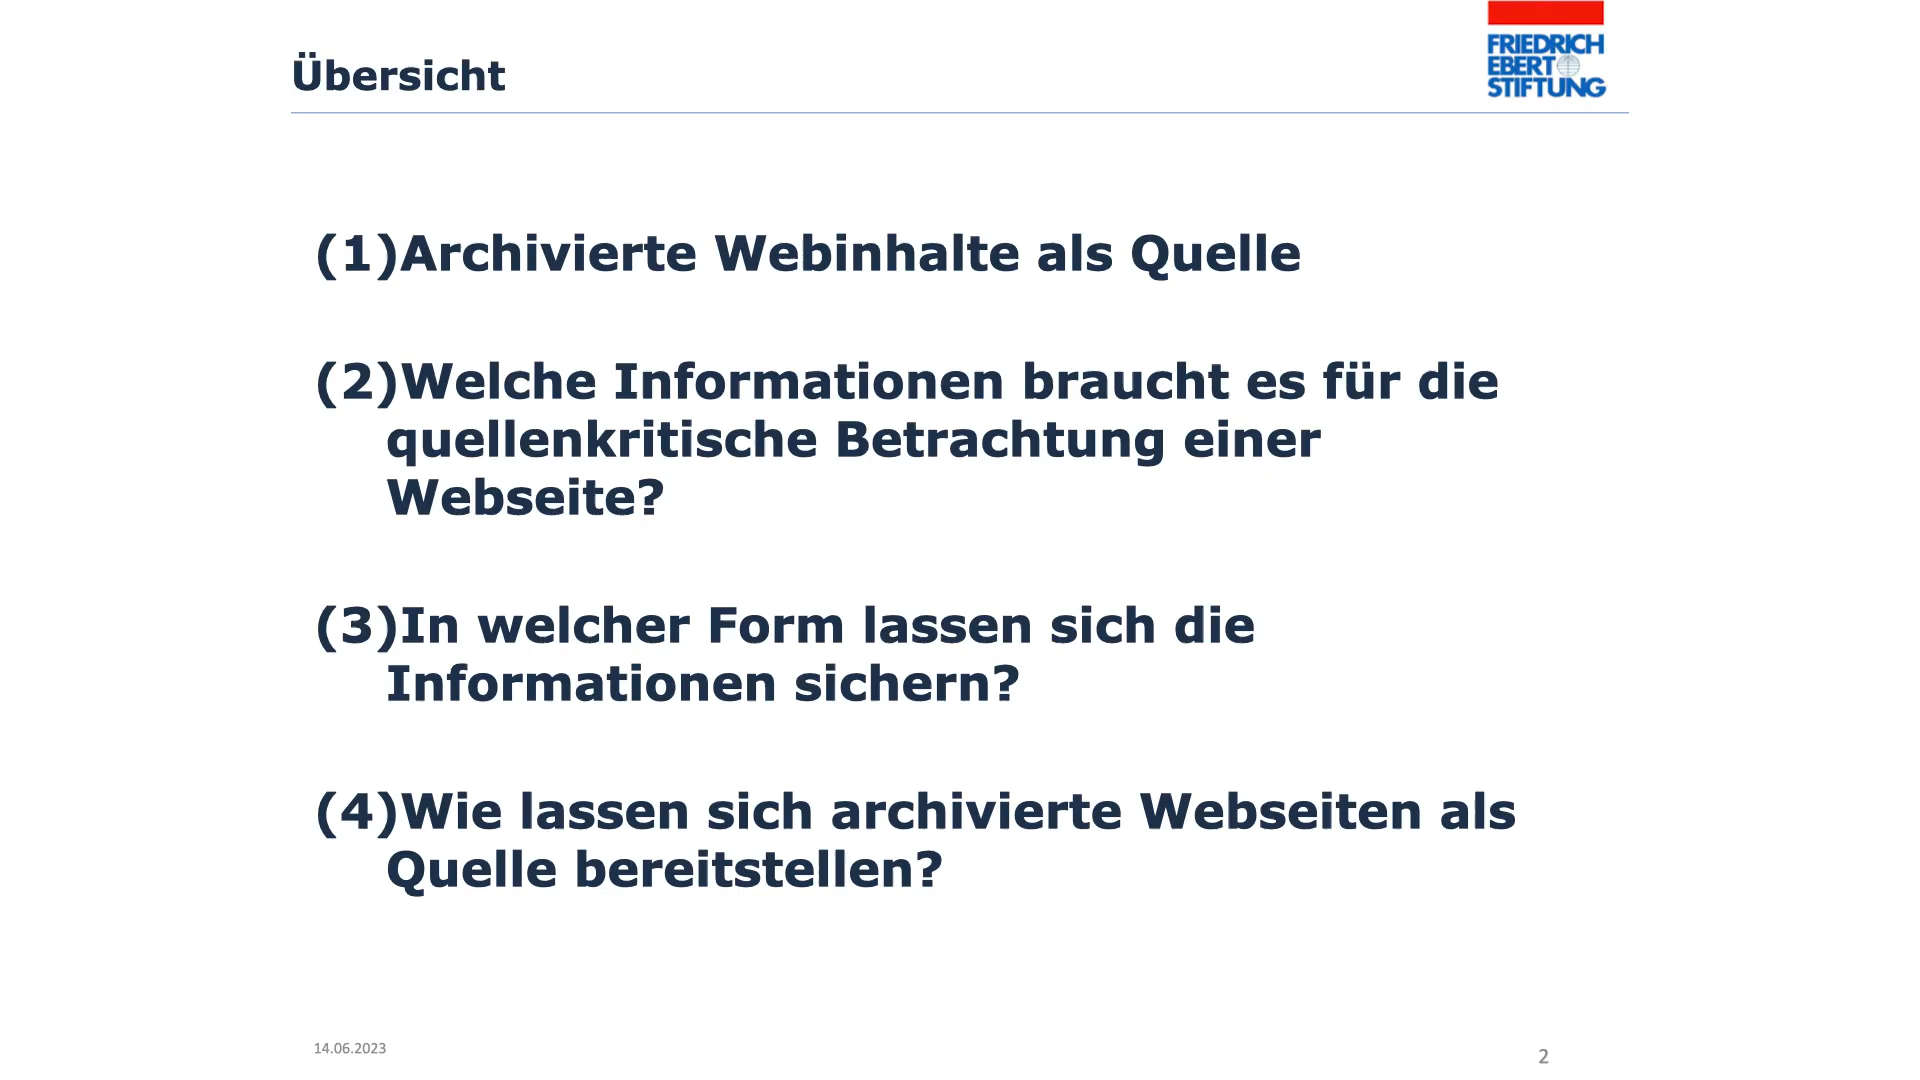 Übersicht
FRIEDRICH
EBERT
STIFTUNG
(1)Archivierte Webinhalte als Quelle
(2)Welche Informationen braucht es für die
quellenkritische Betrachtung einer
Webseite?
(3)In welcher Form lassen sich die
Informationen sichern?
(4)Wie lassen sich archivierte Webseiten als
Quelle bereitstellen?
14.06.2023
2